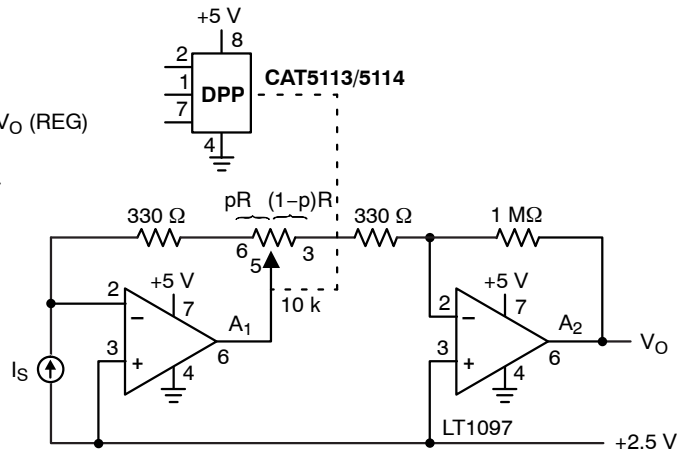 +5 V
8
2
1
7
DPP
CAT5113/5114
4
V_O (REG)
pR (1−p)R
330 Ω
6
5
3
330 Ω
1 MΩ
10 k
+5 V
2
7
−
3
+
4
A_1
6
I_S
+5 V
2
7
−
3
+
4
A_2
6
V_O
LT1097
+2.5 V